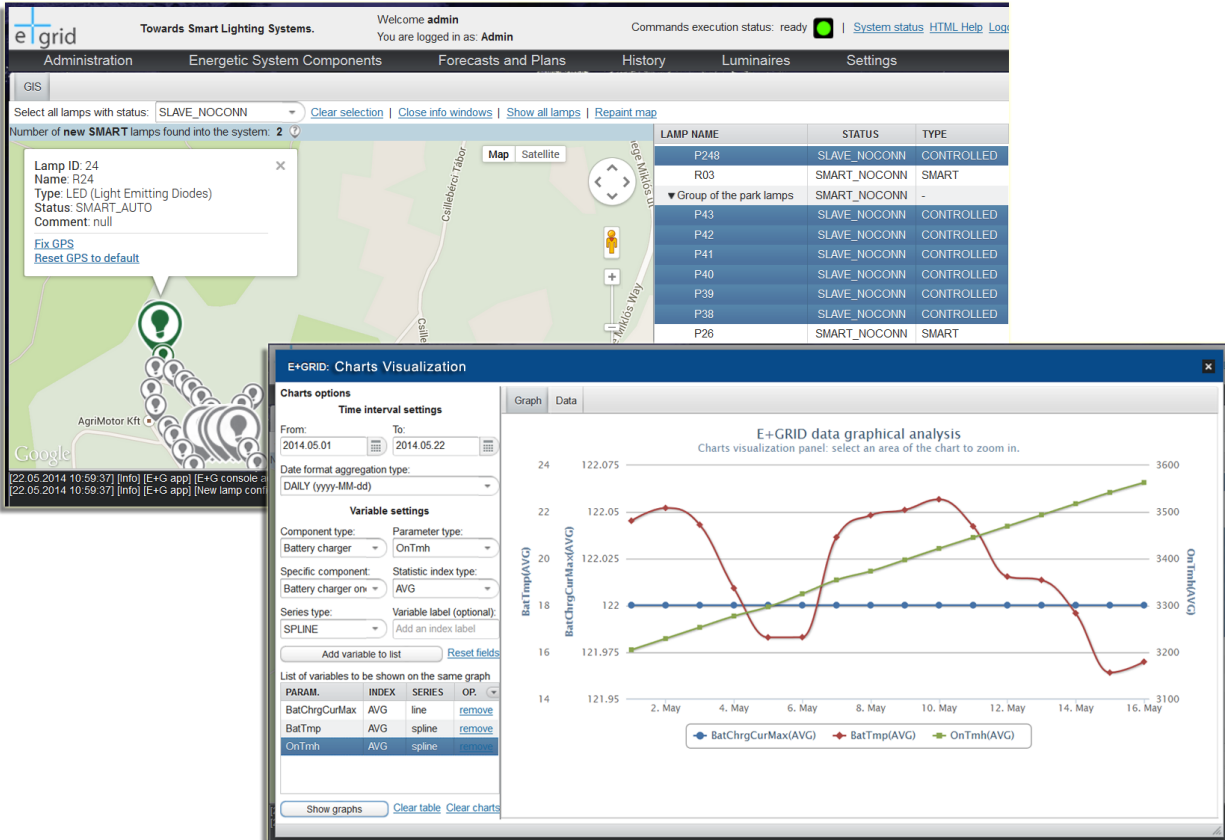 e+grid
Towards Smart Lighting Systems.
Welcome admin
You are logged in as: Admin
Commands execution status: ready | System status HTML Help Logo
Administration Energetic System Components Forecasts and Plans History Luminaires Settings
GIS
Select all lamps with status: SLAVE_NOCONN Clear selection | Close info windows | Show all lamps | Repaint map
Number of new SMART lamps found into the system: 2 ?
Lamp ID: 24
Name: R24
Type: LED (Light Emitting Diodes)
Status: SMART_AUTO
Comment: null
Fix GPS
Reset GPS to default
Map Satellite
Csillebérci Tábor
ege Miklós u
Miklós Way
Csille
AgriMotor Kft
Google
LAMP NAME STATUS TYPE
P248 SLAVE_NOCONN CONTROLLED
R03 SMART_NOCONN SMART
▼Group of the park lamps SMART_NOCONN -
P43 SLAVE_NOCONN CONTROLLED
P42 SLAVE_NOCONN CONTROLLED
P41 SLAVE_NOCONN CONTROLLED
P40 SLAVE_NOCONN CONTROLLED
P39 SLAVE_NOCONN CONTROLLED
P38 SLAVE_NOCONN CONTROLLED
P26 SMART_NOCONN SMART
[22.05.2014 10:59:37] [Info] [E+G app] [E+G console a
[22.05.2014 10:59:37] [Info] [E+G app] [New lamp confi
E+GRID: Charts Visualization
Charts options
Time interval settings
From: To:
2014.05.01 2014.05.22
Date format aggregation type:
DAILY (yyyy-MM-dd)
Variable settings
Component type: Parameter type:
Battery charger OnTmh
Specific component: Statistic index type:
Battery charger on AVG
Series type: Variable label (optional):
SPLINE Add an index label
Add variable to list Reset fields
List of variables to be shown on the same graph
PARAM. INDEX SERIES OP.
BatChrgCurMax AVG line remove
BatTmp AVG spline remove
OnTmh AVG spline remove
Show graphs Clear table Clear charts
Graph Data
E+GRID data graphical analysis
Charts visualization panel: select an area of the chart to zoom in.
24 122.075 3600
22 122.05 3500
20 122.025 3400
18 122 3300
16 121.975 3200
14 121.95 3100
BatTmp(AVG)
BatChrgCurMax(AVG)
OnTmh(AVG)
2. May 4. May 6. May 8. May 10. May 12. May 14. May 16. May
BatChrgCurMax(AVG) BatTmp(AVG) OnTmh(AVG)